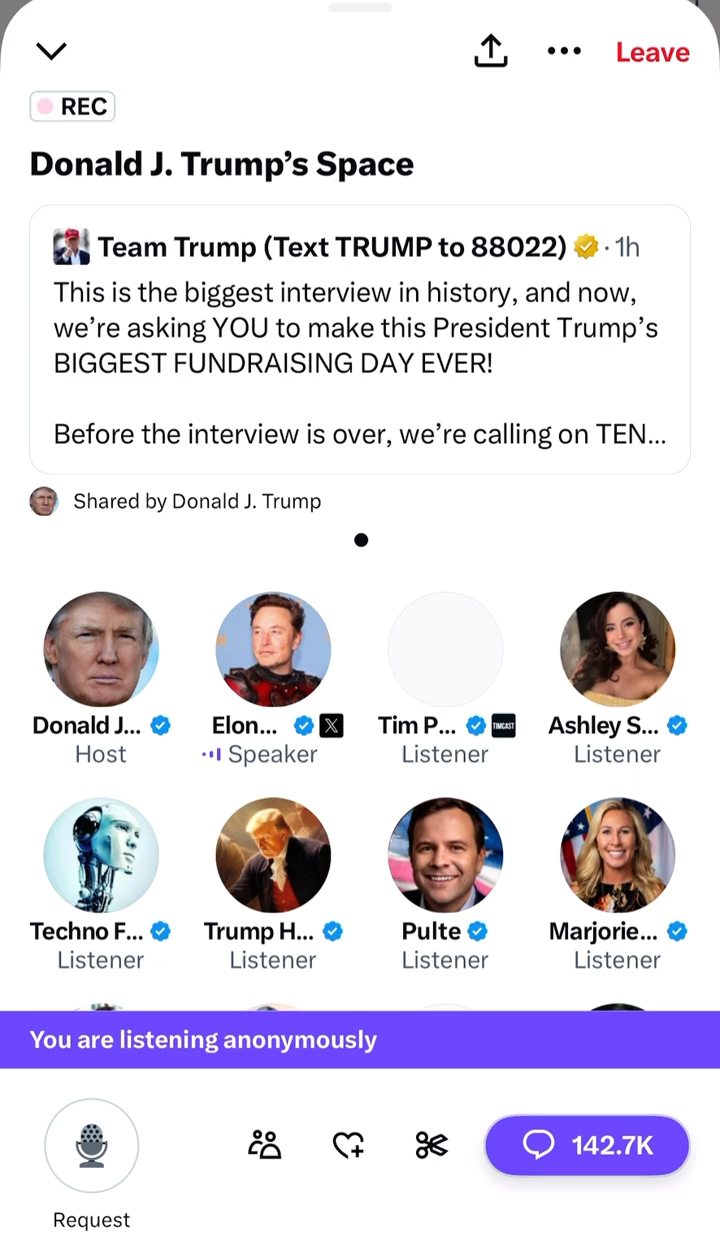 Leave
REC
Donald J. Trump’s Space
Team Trump (Text TRUMP to 88022) · 1h
This is the biggest interview in history, and now,
we’re asking YOU to make this President Trump’s
BIGGEST FUNDRAISING DAY EVER!
Before the interview is over, we’re calling on TEN...
Shared by Donald J. Trump
Donald J... Elon... X Tim P... TIMCAST Ashley S...
Host Speaker Listener Listener
Techno F... Trump H... Pulte Marjorie...
Listener Listener Listener Listener
You are listening anonymously
142.7K
Request